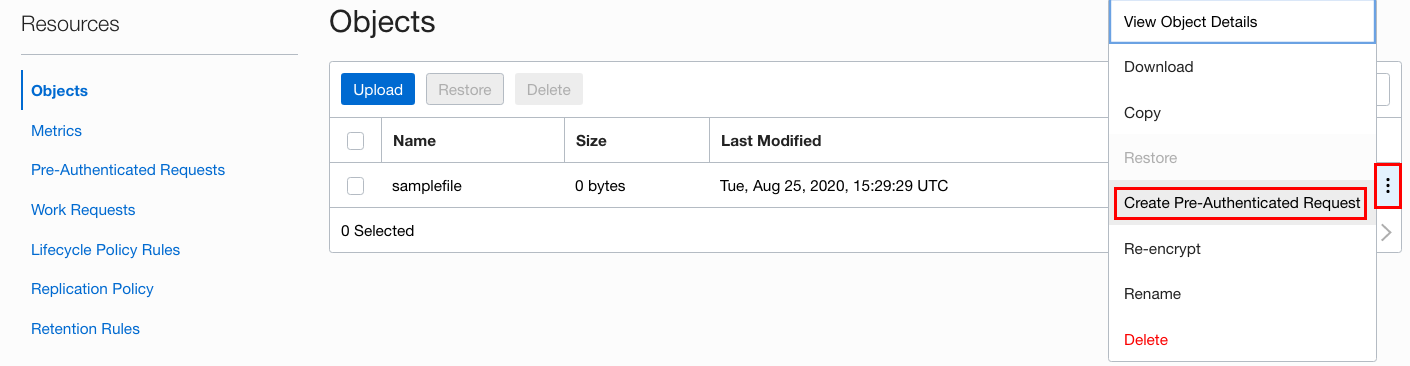 Resources
Objects
Metrics
Pre-Authenticated Requests
Work Requests
Lifecycle Policy Rules
Replication Policy
Retention Rules
Objects
Upload Restore Delete
Name Size Last Modified
samplefile 0 bytes Tue, Aug 25, 2020, 15:29:29 UTC
0 Selected
View Object Details
Download
Copy
Restore
Create Pre-Authenticated Request
Re-encrypt
Rename
Delete